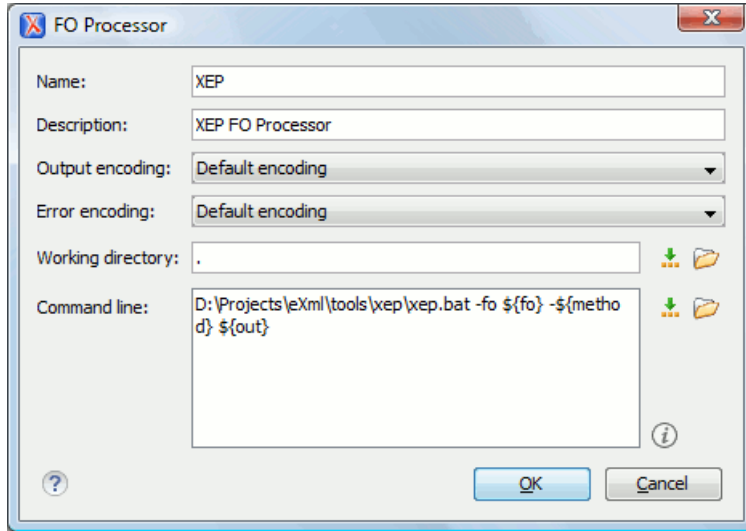 FO Processor
Name: XEP
Description: XEP FO Processor
Output encoding: Default encoding
Error encoding: Default encoding
Working directory: .
Command line: D:\Projects\eXml\tools\xep\xep.bat -fo ${fo} -${metho
d} ${out}
OK Cancel